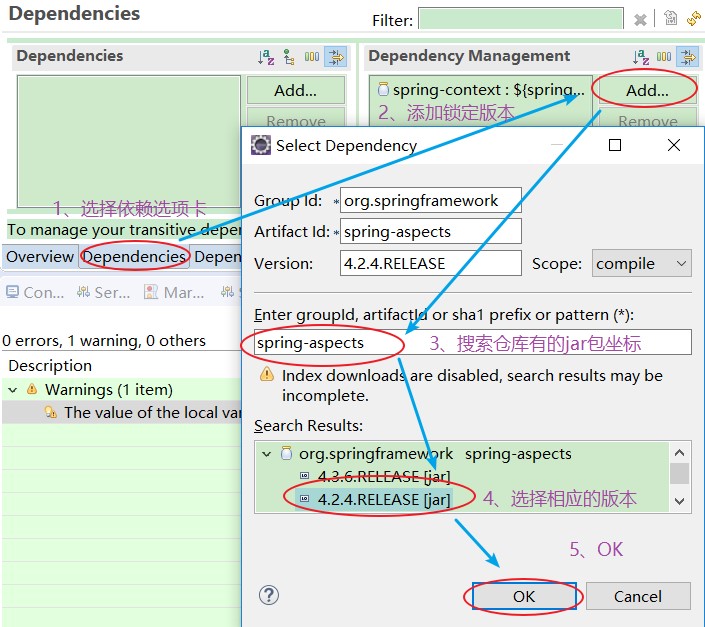 Dependencies
Filter:
Dependencies
Add...
Remove
Dependency Management
spring-context : ${spring...
Add...
2、添加锁定版本
Remove
1、选择依赖选项卡
To manage your transitive deper
Overview Dependencies Depen
Con... Ser... Mar... S
0 errors, 1 warning, 0 others
Description
Warnings (1 item)
The value of the local var
Select Dependency
Group Id: * org.springframework
Artifact Id: * spring-aspects
Version: 4.2.4.RELEASE Scope: compile
Enter groupId, artifactId or sha1 prefix or pattern (*):
spring-aspects 3、搜索仓库有的jar包坐标
Index downloads are disabled, search results may be
incomplete.
Search Results:
org.springframework spring-aspects
4.3.6.RELEASE [jar]
4.2.4.RELEASE [jar] 4、选择相应的版本
5、OK
OK Cancel